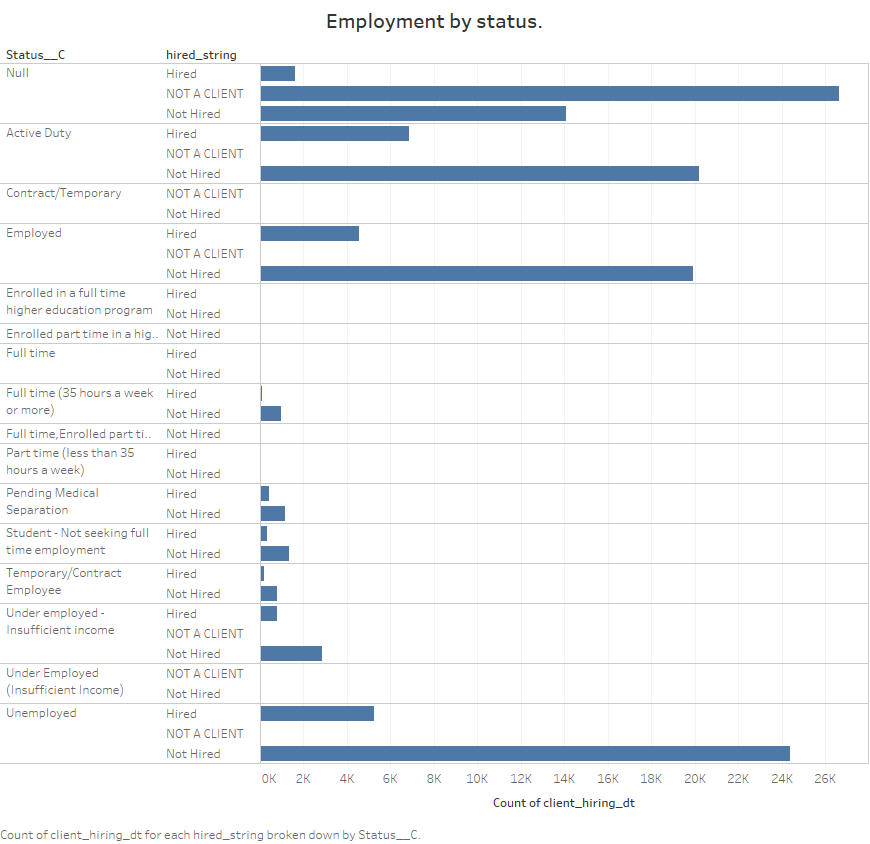 Employment by status.
Status__C hired_string
Null Hired
NOT A CLIENT
Not Hired
Active Duty Hired
NOT A CLIENT
Not Hired
Contract/Temporary NOT A CLIENT
Not Hired
Employed Hired
NOT A CLIENT
Not Hired
Enrolled in a full time Hired
higher education program Not Hired
Enrolled part time in a hig.. Not Hired
Full time Hired
Not Hired
Full time (35 hours a week Hired
or more) Not Hired
Full time,Enrolled part ti.. Not Hired
Part time (less than 35 Hired
hours a week) Not Hired
Pending Medical Hired
Separation Not Hired
Student - Not seeking full Hired
time employment Not Hired
Temporary/Contract Hired
Employee Not Hired
Under employed - Hired
Insufficient income NOT A CLIENT
Not Hired
Under Employed NOT A CLIENT
(Insufficient Income) Not Hired
Unemployed Hired
NOT A CLIENT
Not Hired
0K 2K 4K 6K 8K 10K 12K 14K 16K 18K 20K 22K 24K 26K
Count of client_hiring_dt
Count of client_hiring_dt for each hired_string broken down by Status__C.